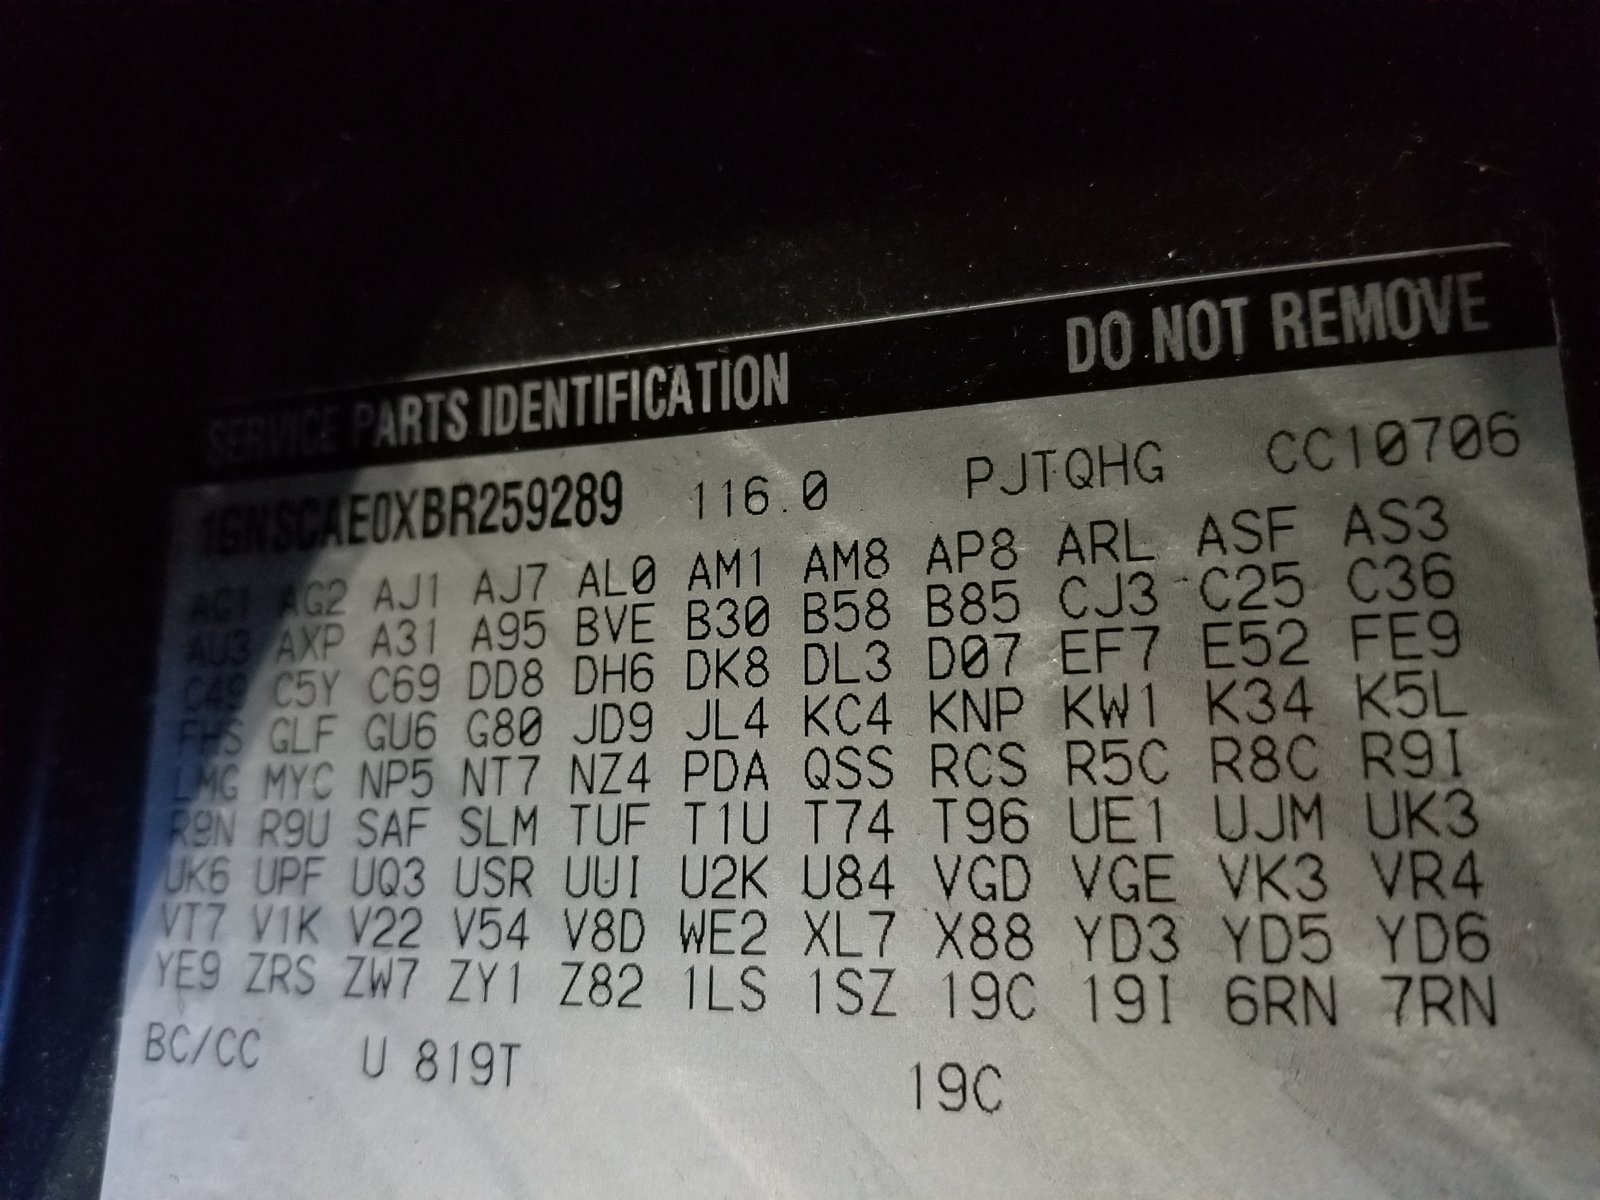 SERVICE PARTS IDENTIFICATION DO NOT REMOVE
1GNSCAE0XBR259289 116.0 PJTQHG CC10706
AG1 AG2 AJ1 AJ7 AL0 AM1 AM8 AP8 ARL ASF AS3
AU3 AXP A31 A95 BVE B30 B58 B85 CJ3 C25 C36
C49 C5Y C69 DD8 DH6 DK8 DL3 D07 EF7 E52 FE9
FHS GLF GU6 G80 JD9 JL4 KC4 KNP KW1 K34 K5L
LMG MYC NP5 NT7 NZ4 PDA QSS RCS R5C R8C R9I
R9N R9U SAF SLM TUF T1U T74 T96 UE1 UJM UK3
UK6 UPF UQ3 USR UUI U2K U84 VGD VGE VK3 VR4
VT7 V1K V22 V54 V8D WE2 XL7 X88 YD3 YD5 YD6
YE9 ZRS ZW7 ZY1 Z82 1LS 1SZ 19C 19I 6RN 7RN
BC/CC U 819T 19C